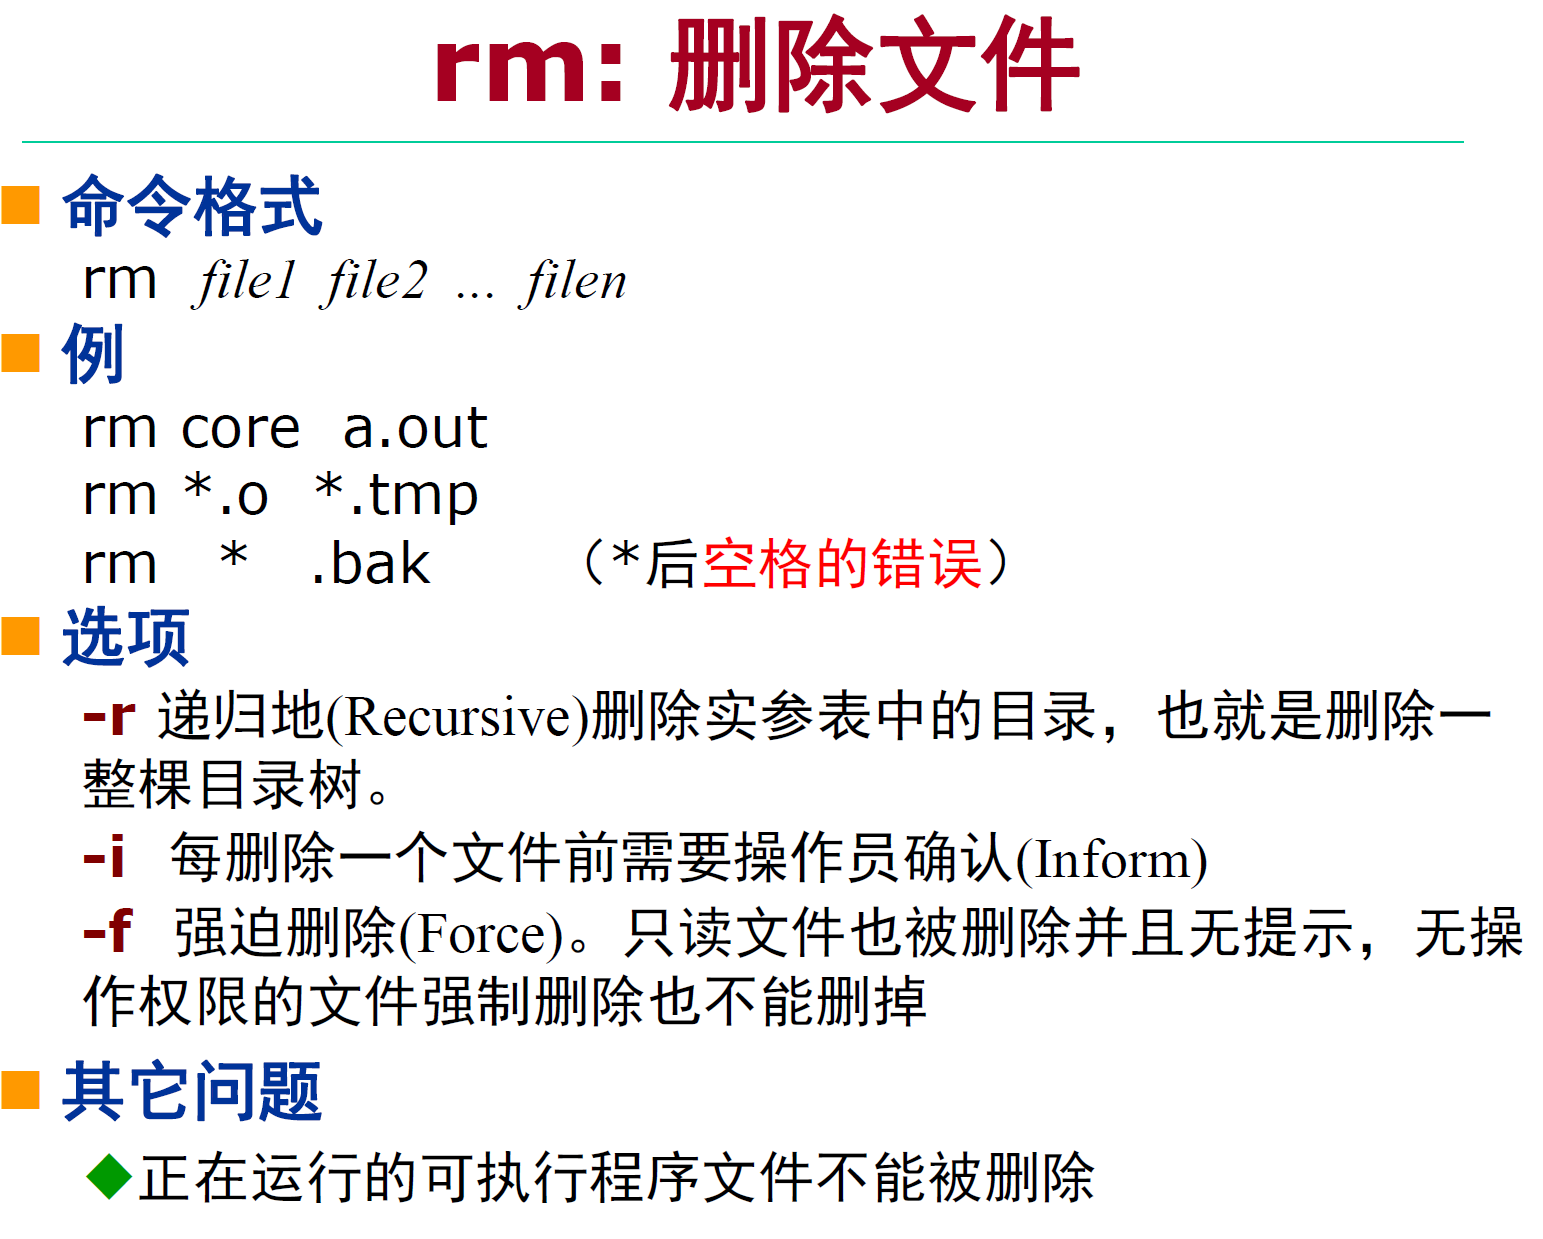 rm: 删除文件
命令格式
rm file1 file2 ... filen
例
rm core a.out
rm *.o *.tmp
rm * .bak （*后空格的错误）
选项
-r 递归地(Recursive)删除实参表中的目录，也就是删除一
整棵目录树。
-i 每删除一个文件前需要操作员确认(Inform)
-f 强迫删除(Force)。只读文件也被删除并且无提示，无操
作权限的文件强制删除也不能删掉
其它问题
正在运行的可执行程序文件不能被删除